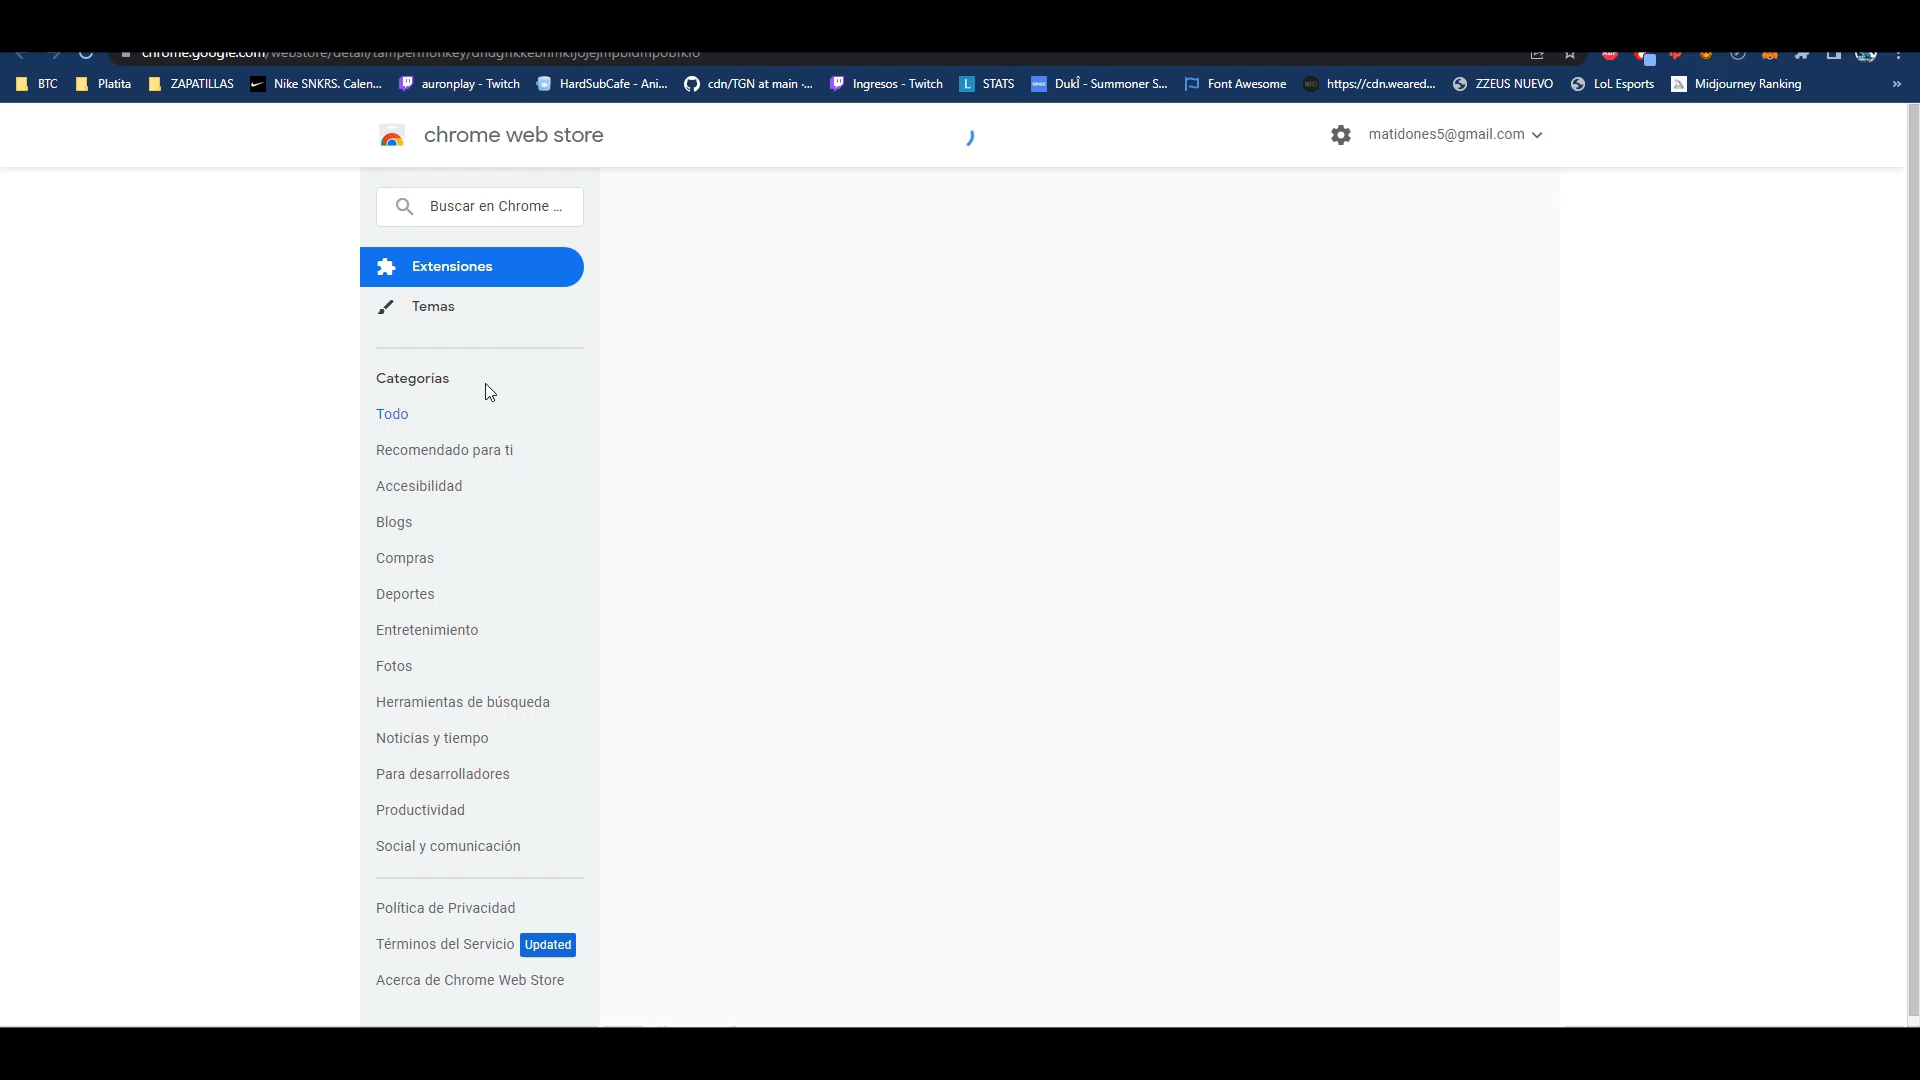 chrome.google.com/webstore/detail/tampermonkey/
BTC Platita ZAPATILLAS Nike SNKRS. Calen... auronplay - Twitch HardSubCafe - Ani... cdn/TGN at main ·... Ingresos - Twitch STATS DukÎ - Summoner S... Font Awesome https://cdn.weared... ZZEUS NUEVO LoL Esports Midjourney Ranking »
chrome web store
matidones5@gmail.com
Buscar en Chrome ...
Extensiones
Temas
Categorías
Todo
Recomendado para ti
Accesibilidad
Blogs
Compras
Deportes
Entretenimiento
Fotos
Herramientas de búsqueda
Noticias y tiempo
Para desarrolladores
Productividad
Social y comunicación
Política de Privacidad
Términos del Servicio Updated
Acerca de Chrome Web Store